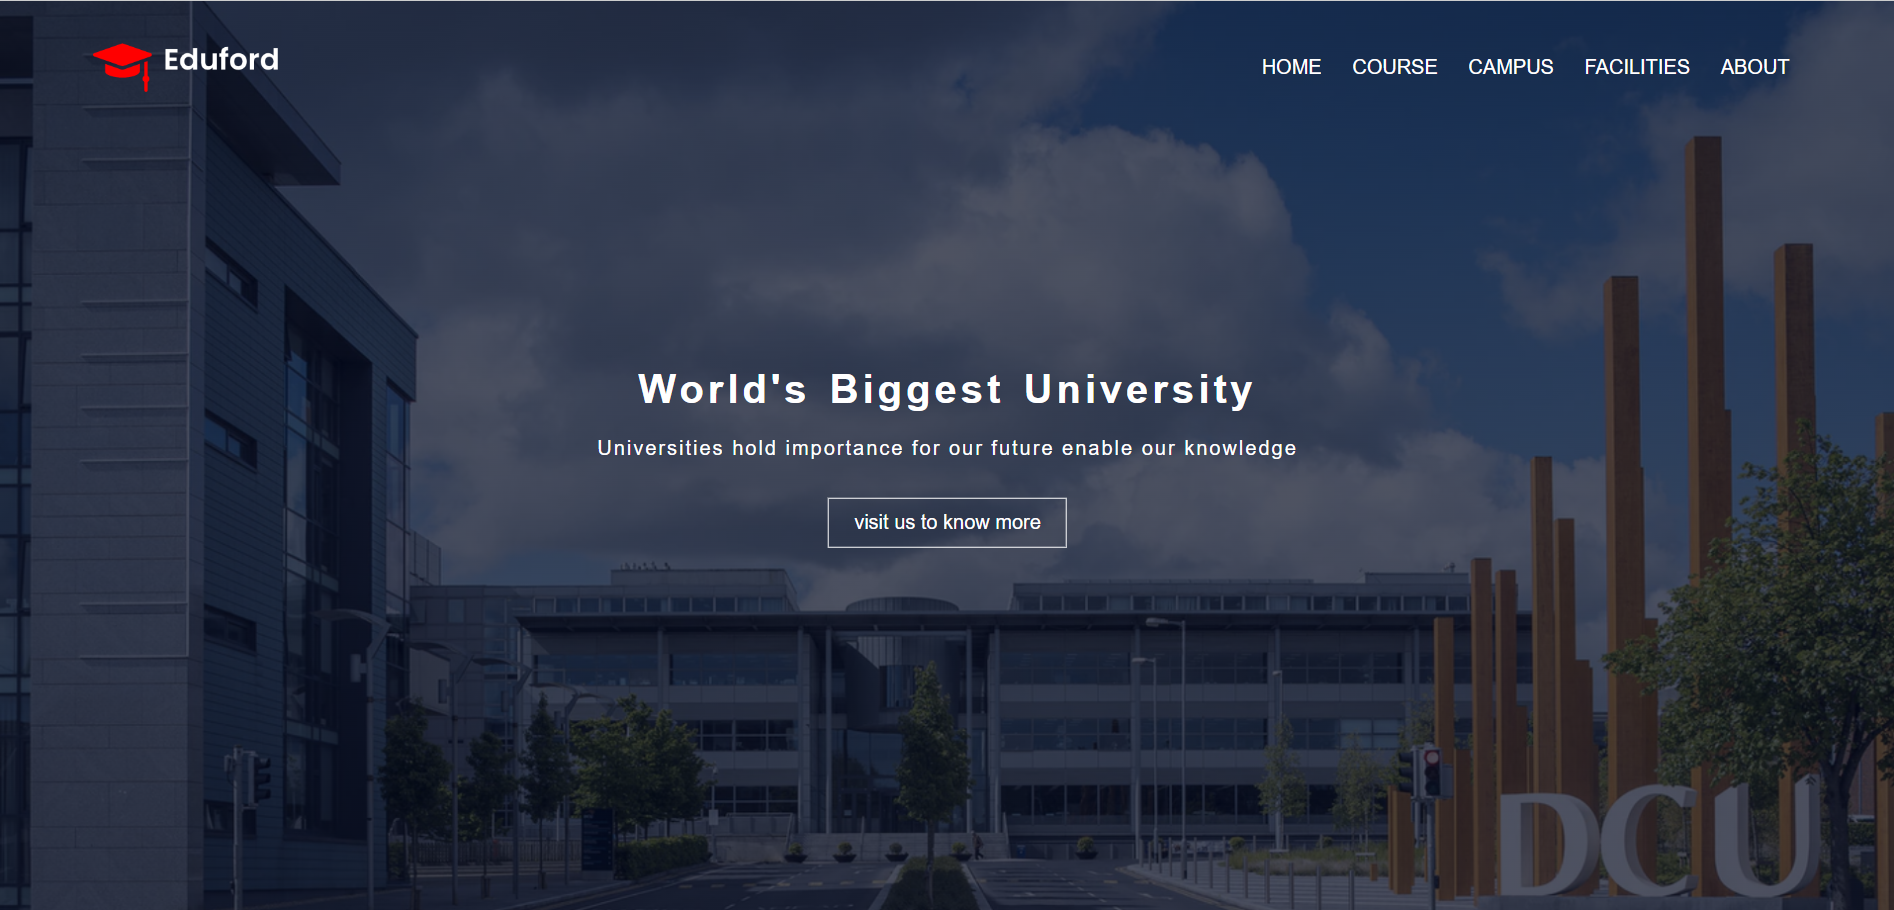 Eduford
HOME COURSE CAMPUS FACILITIES ABOUT
World's Biggest University
Universities hold importance for our future enable our knowledge
visit us to know more
DCU